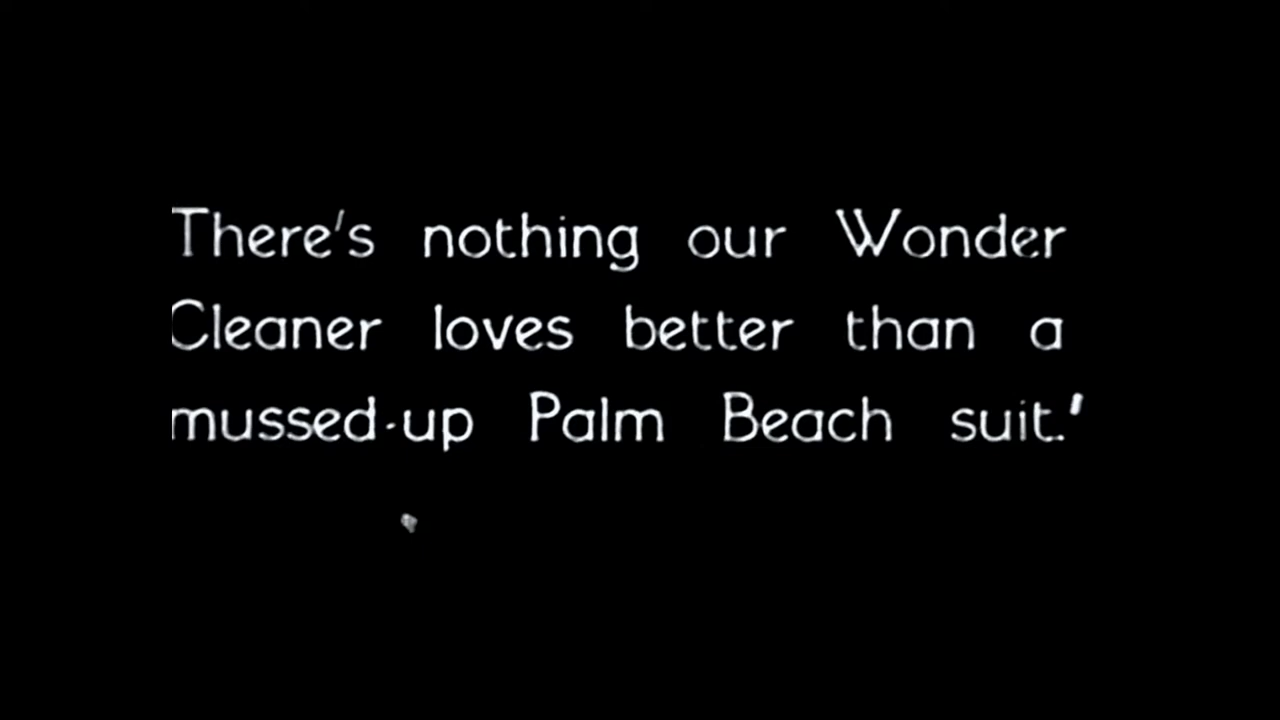 There's nothing our Wonder
Cleaner loves better than a
mussed-up Palm Beach suit.'